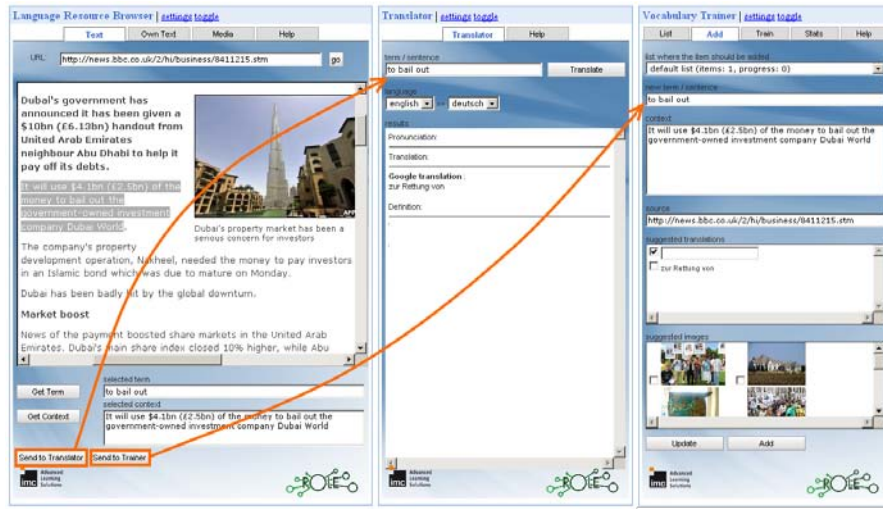 Language Resource Browser | settings toggle
Text Own Text Media Help
URL http://news.bbc.co.uk/2/hi/business/8411215.stm go
Dubai's government has
announced it has been given a
$10bn (£6.13bn) handout from
United Arab Emirates
neighbour Abu Dhabi to help it
pay off its debts.
It will use $4.1bn (£2.5bn) of the
money to bail out the
government-owned investment
company Dubai World.
Dubai's property market has been a
serious concern for investors
The company's property
development operation, Nakheel, needed the money to pay investors
in an Islamic bond which was due to mature on Monday.
Dubai has been badly hit by the global downturn.
Market boost
News of the payment boosted share markets in the United Arab
Emirates. Dubai's main share index closed 10% higher, while Abu
Get Term
selected term
to bail out
Get Context
selected context
It will use $4.1bn (£2.5bn) of the money to bail out the
government-owned investment company Dubai World
Send to Translator Send to Trainer
imc Advanced
Learning
Solutions
ROLE
Translator | settings toggle
Translator Help
term / sentence
to bail out Translate
language
english deutsch
results
Pronunciation:
Translation:
Google translation :
zur Rettung von
Definition:
imc Advanced
Learning
Solutions
ROLE
Vocabulary Trainer | settings toggle
List Add Train Stats Help
list where the item should be added
default list (items: 1, progress: 0)
new term / sentence
to bail out
context
It will use $4.1bn (£2.5bn) of the money to bail out the
government-owned investment company Dubai World
source
http://news.bbc.co.uk/2/hi/business/8411215.stm
suggested translations
zur Rettung von
suggested images
Update Add
imc Advanced
Learning
Solutions
ROLE